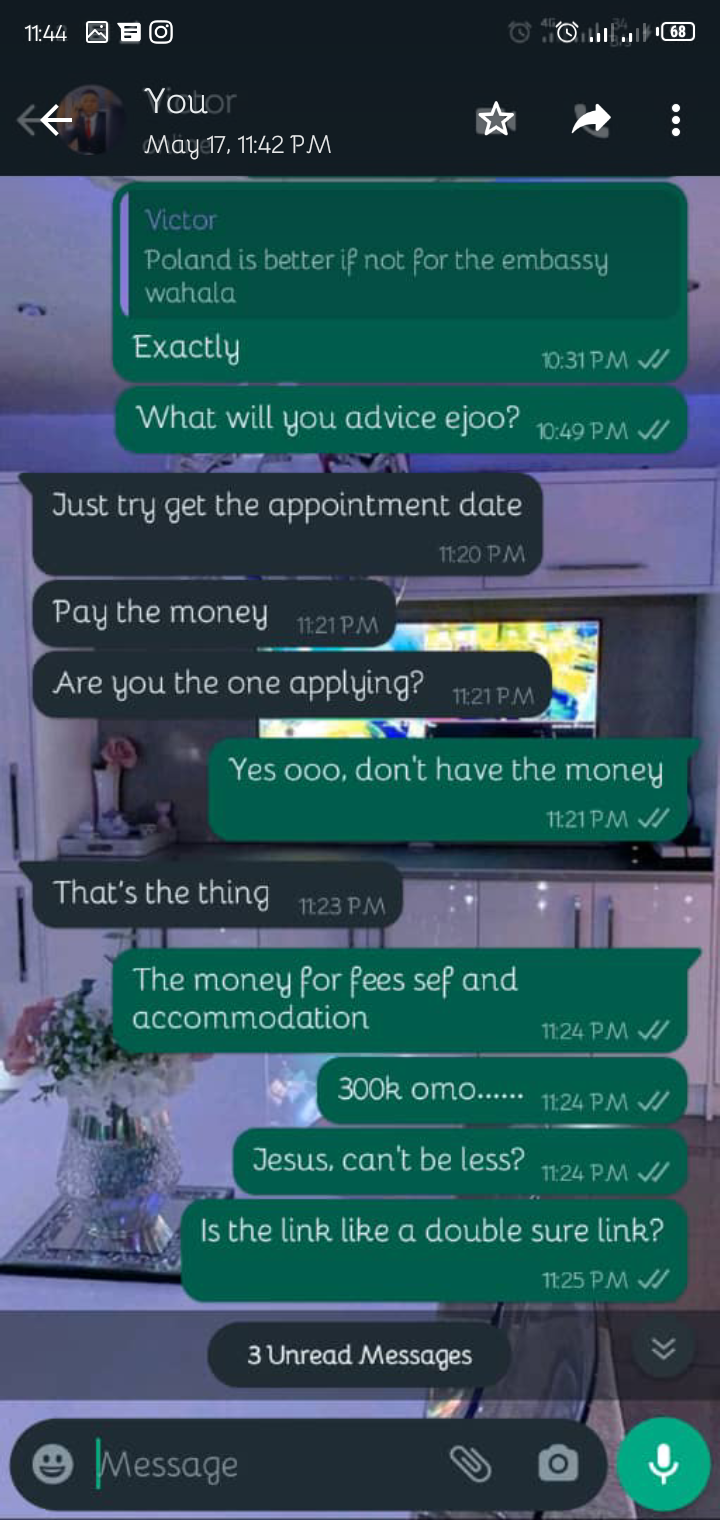 11:44
68
You
May 17, 11:42 PM
Victor
Poland is better if not for the embassy
wahala
Exactly
10:31 PM
What will you advice ejoo?
10:49 PM
Just try get the appointment date
11:20 PM
Pay the money
11:21 PM
Are you the one applying?
11:21 PM
Yes ooo, don't have the money
11:21 PM
That's the thing
11:23 PM
The money for fees sef and
accommodation
11:24 PM
300k omo......
11:24 PM
Jesus, can't be less?
11:24 PM
Is the link like a double sure link?
11:25 PM
3 Unread Messages
Message